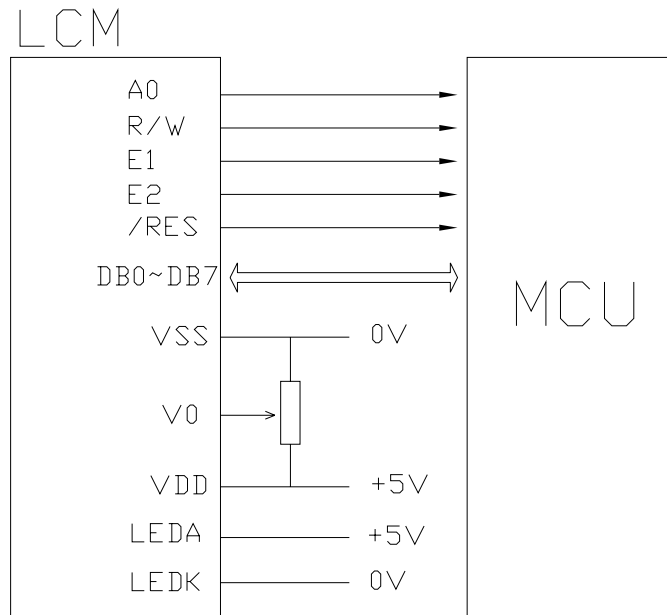 LCM
A0
R/W
E1
E2
/RES
DB0~DB7
MCU
VSS 0V
V0
VDD +5V
LEDA +5V
LEDK 0V